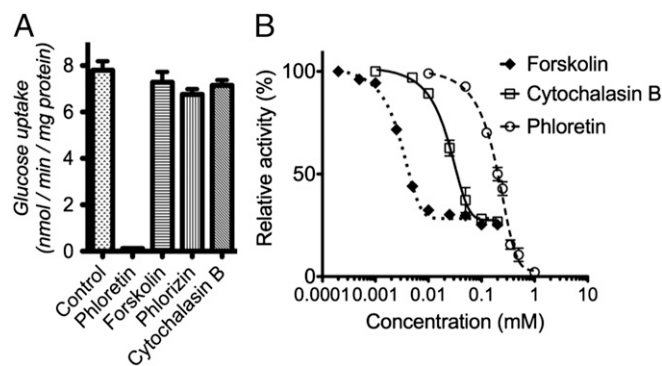 A
Glucose uptake
(nmol / min / mg protein)
8
6
4
2
0
Control
Phloretin
Forskolin
Phlorizin
Cytochalasin B
B
Relative activity (%)
100
50
0
0.0001
0.001
0.01
0.1
1
10
Concentration (mM)
Forskolin
Cytochalasin B
Phloretin